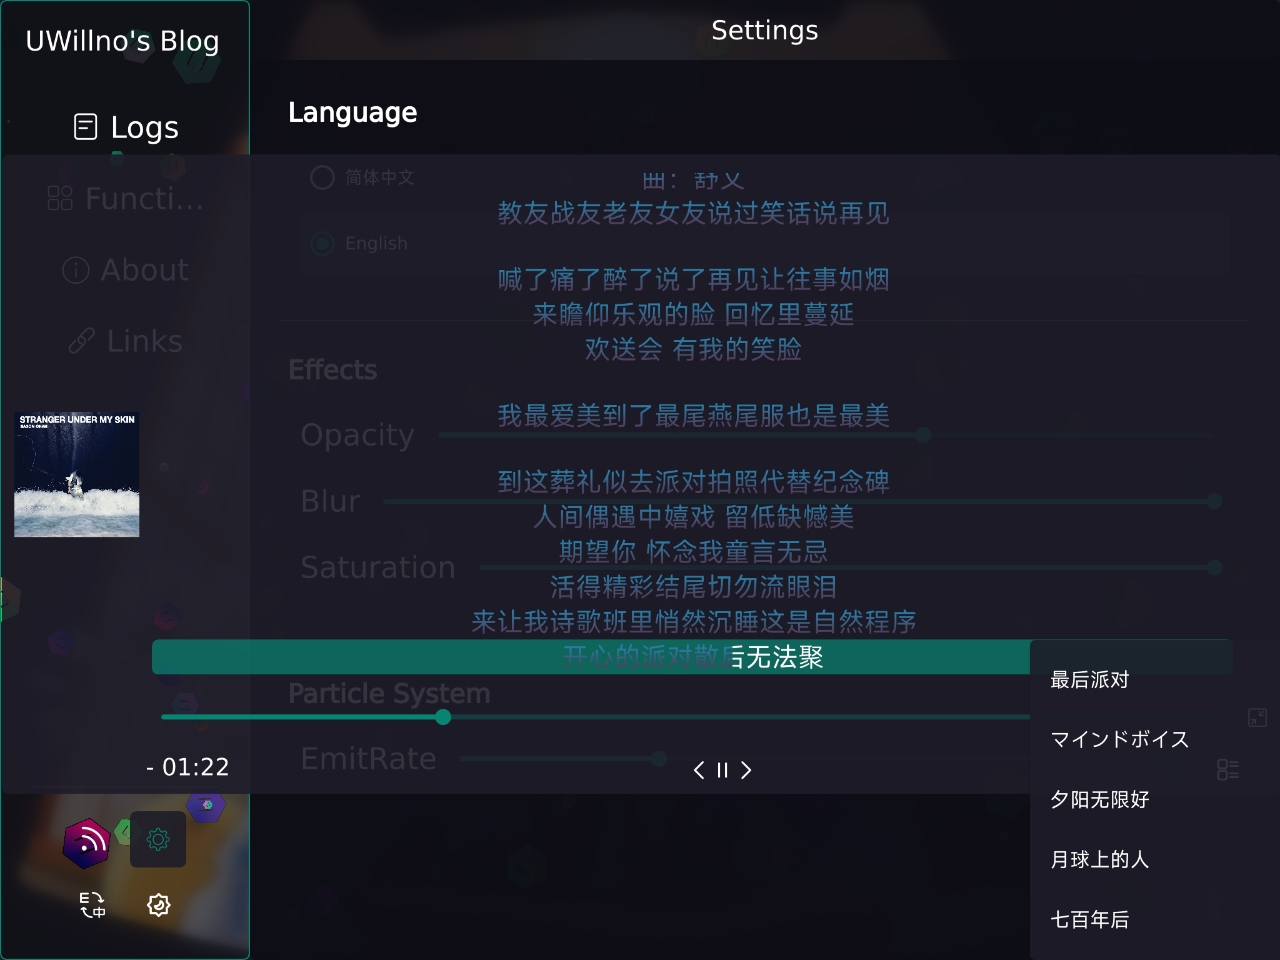 UWillno's Blog
Logs
Functi...
About
Links
STRANGER UNDER MY SKIN
EASON CHAN
- 01:22
Settings
Language
简体中文
English
Effects
Opacity
Blur
Saturation
Particle System
EmitRate
曲：舒文
教友战友老友女友说过笑话说再见
喊了痛了醉了说了再见让往事如烟
来瞻仰乐观的脸 回忆里蔓延
欢送会 有我的笑脸
我最爱美到了最尾燕尾服也是最美
到这葬礼似去派对拍照代替纪念碑
人间偶遇中嬉戏 留低缺憾美
期望你 怀念我童言无忌
活得精彩结尾切勿流眼泪
来让我诗歌班里悄然沉睡这是自然程序
开心的派对散后无法聚
最后派对
マインドボイス
夕阳无限好
月球上的人
七百年后